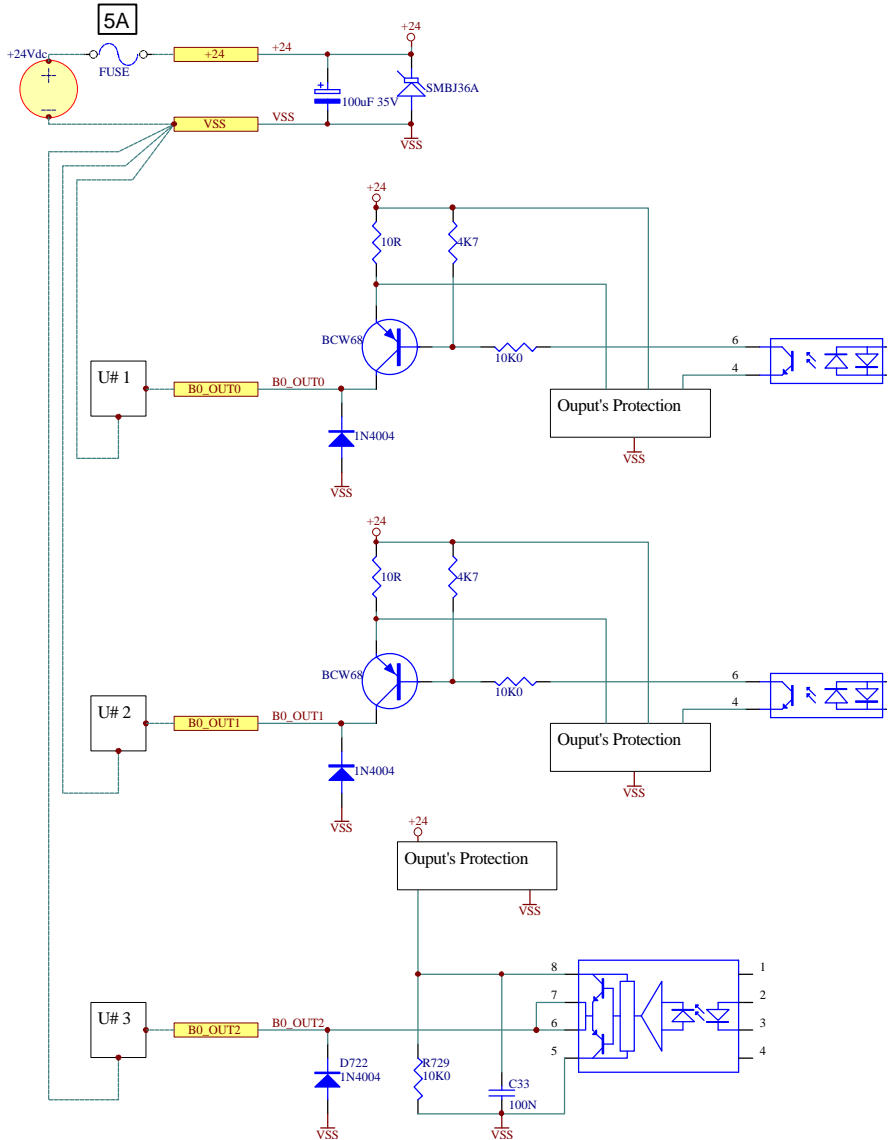 5A
+24Vdc
FUSE
+24
+24
+24
100uF 35V
SMBJ36A
VSS
VSS
VSS
+24
10R
4K7
BCW68
10K0
6
4
U# 1
B0_OUT0
B0_OUT0
Ouput's Protection
1N4004
VSS
VSS
+24
10R
4K7
BCW68
10K0
6
4
U# 2
B0_OUT1
B0_OUT1
Ouput's Protection
1N4004
VSS
VSS
+24
Ouput's Protection
VSS
8
1
7
2
U# 3
B0_OUT2
B0_OUT2
6
3
5
4
D722
1N4004
R729
10K0
C33
100N
VSS
VSS